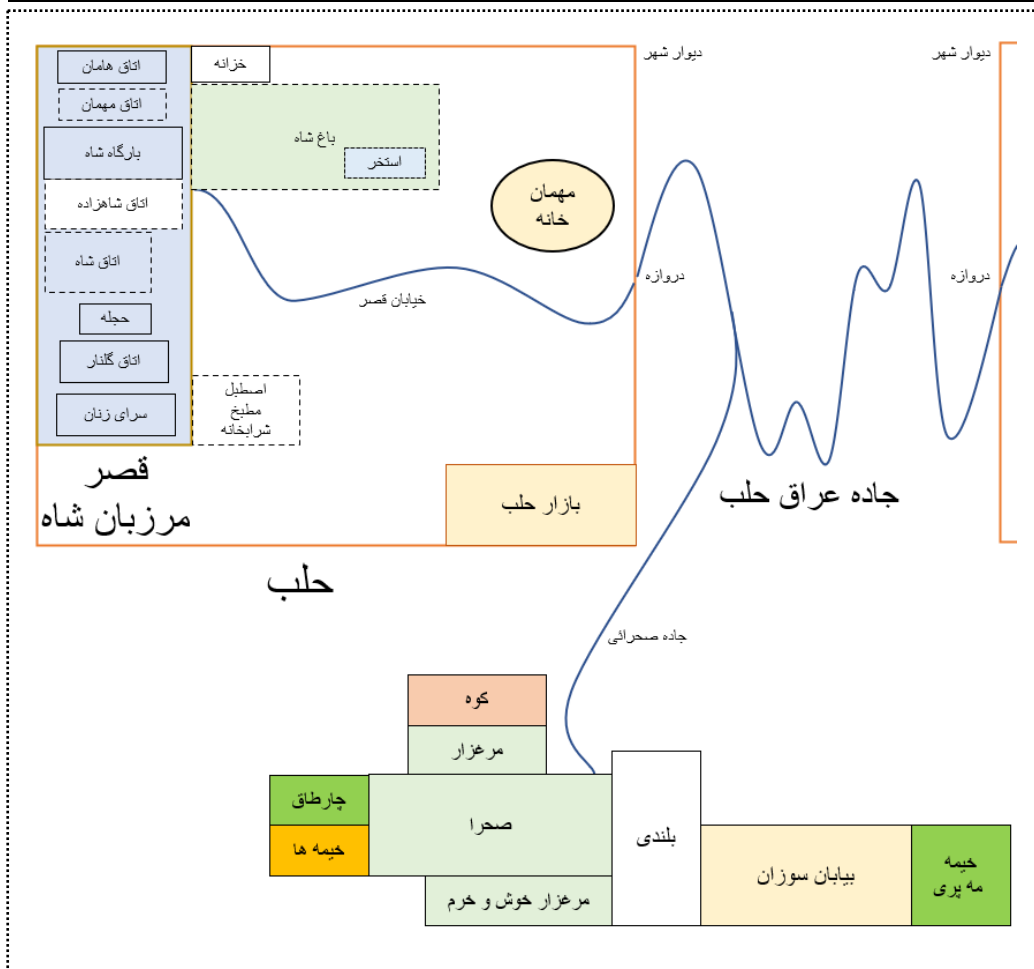 دیوار شهر
دیوار شهر
خزانه
اتاق هامان
اتاق مهمان
باغ شاه
بارگاه شاه
استخر
اتاق شاهزاده
مهمان
خانه
اتاق شاه
دروازه
دروازه
خیابان قصر
حجله
اتاق گلنار
سرای زنان
اصطبل
مطبخ
شرابخانه
قصر
مرزبان شاه
بازار حلب
جاده عراق حلب
حلب
جاده صحرائی
کوه
مرغزار
چارطاق
صحرا
بلندی
خیمه ها
بیابان سوزان
خیمه
مه پری
مرغزار خوش و خرم